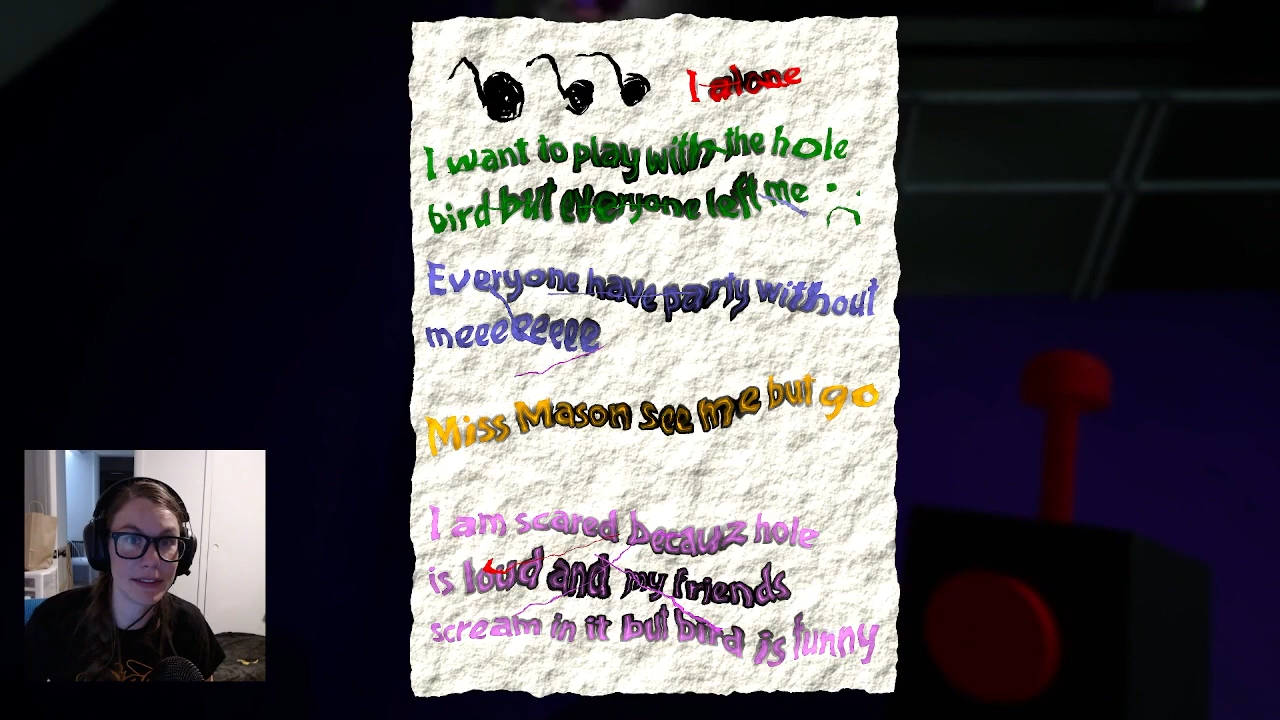 I alone
I want to play with the hole
bird but everyone left me
Everyone have party without
meeeeeeeee
Miss Mason see me but go
I am scared becauz hole
is loud and my friends
scream in it but bird is funny